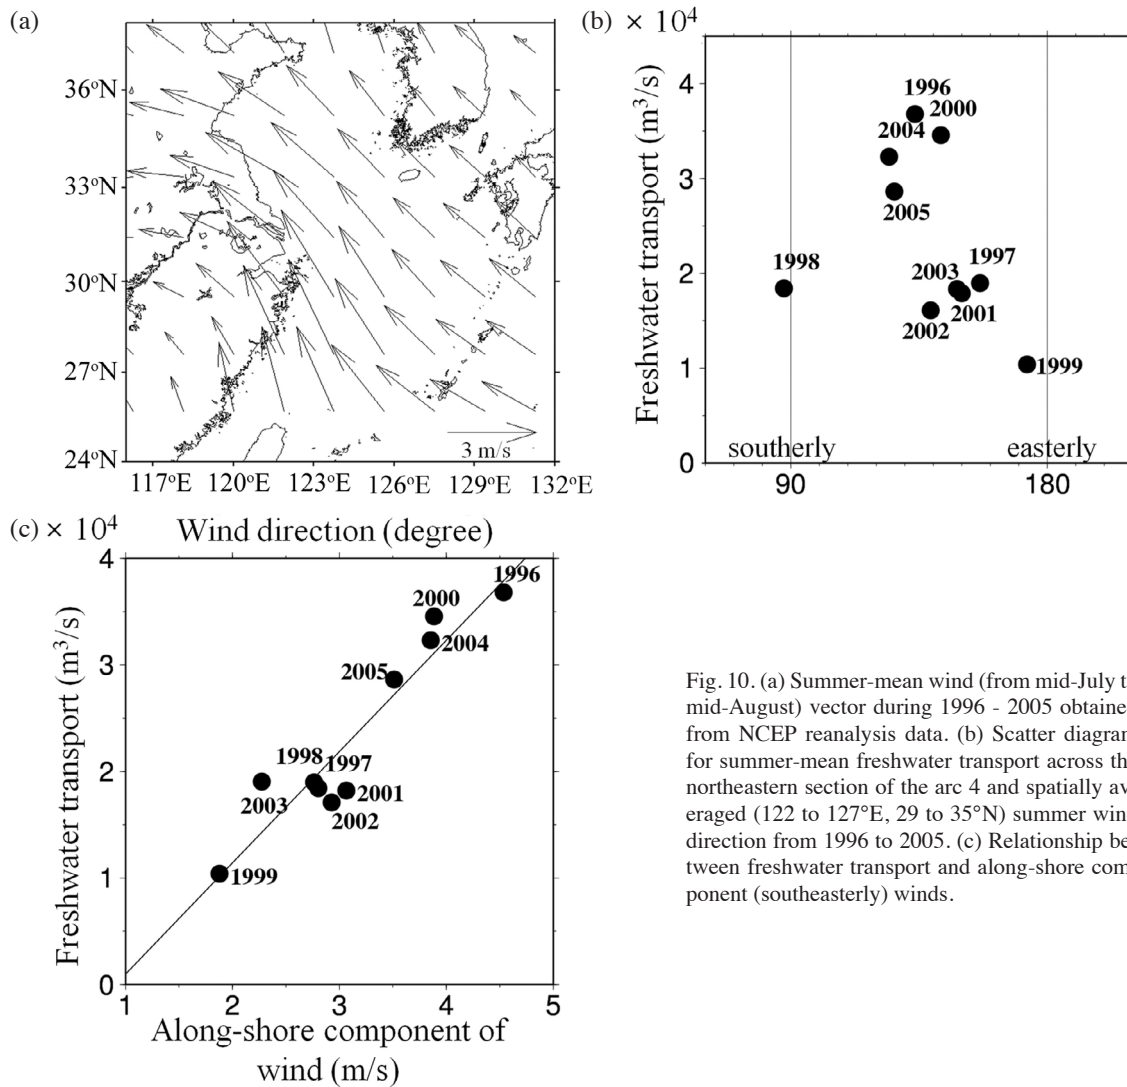 (a)
36°N
33°N
30°N
27°N
24°N
3 m/s
117°E 120°E 123°E 126°E 129°E 132°E
(b) × 10⁴
Freshwater transport (m³/s)
4
3
2
1
0
1996
2000
2004
2005
1998
2003
1997
2002
2001
1999
southerly
easterly
90
180
Wind direction (degree)
(c) × 10⁴
Freshwater transport (m³/s)
4
3
2
1
0
1996
2000
2004
2005
1998
1997
2003
2001
2002
1999
1 2 3 4 5
Along-shore component of
wind (m/s)
Fig. 10. (a) Summer-mean wind (from mid-July t
mid-August) vector during 1996 - 2005 obtaine
from NCEP reanalysis data. (b) Scatter diagran
for summer-mean freshwater transport across th
northeastern section of the arc 4 and spatially av
eraged (122 to 127°E, 29 to 35°N) summer win
direction from 1996 to 2005. (c) Relationship be
tween freshwater transport and along-shore com
ponent (southeasterly) winds.